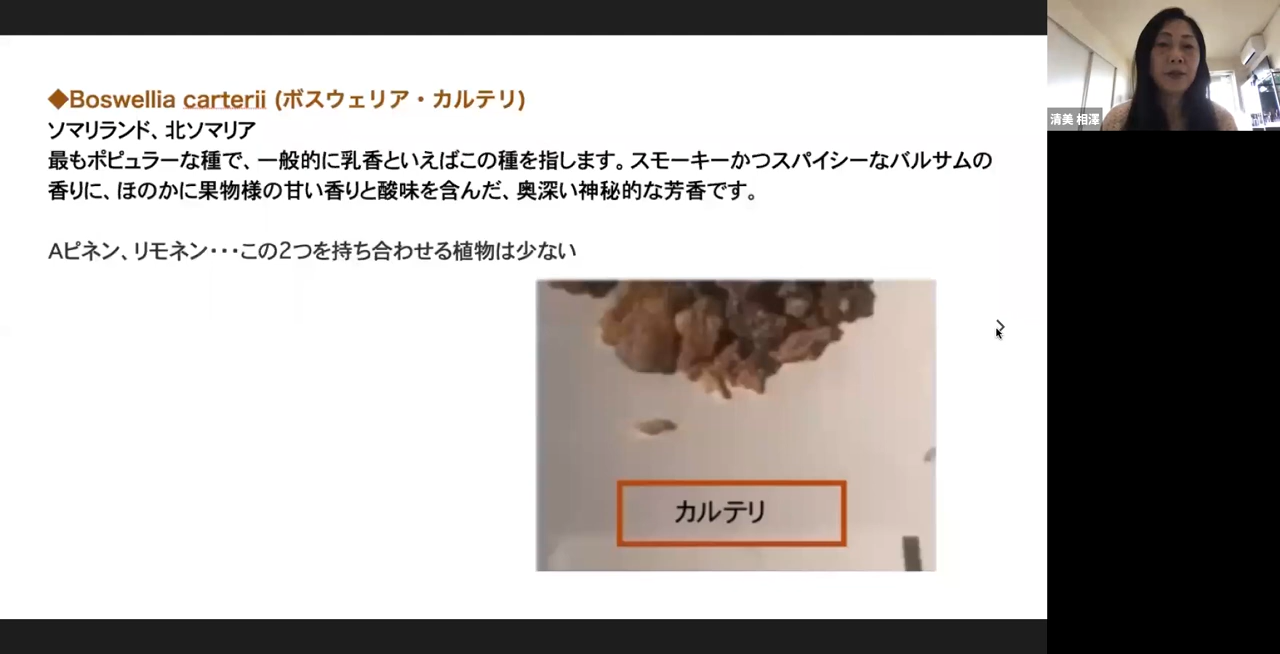 ◆Boswellia carterii (ボスウェリア・カルテリ)
ソマリランド、北ソマリア
最もポピュラーな種で、一般的に乳香といえばこの種を指します。スモーキーかつスパイシーなバルサムの
香りに、ほのかに果物様の甘い香りと酸味を含んだ、奥深い神秘的な芳香です。
Aピネン、リモネン･･･この2つを持ち合わせる植物は少ない
カルテリ
清美 相澤